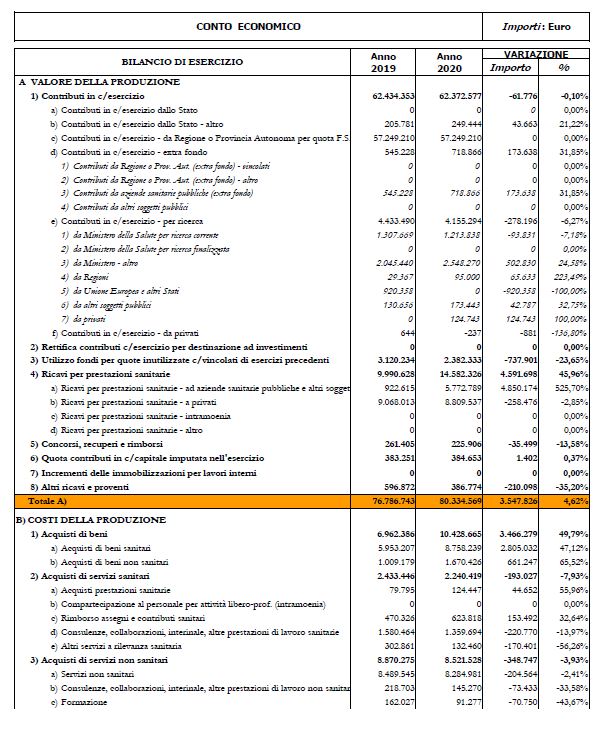 CONTO ECONOMICO Importi: Euro
BILANCIO DI ESERCIZIO Anno 2019 Anno 2020 VARIAZIONE Importo %
A VALORE DELLA PRODUZIONE
1) Contributi in c/esercizio 62.434.353 62.372.577 -61.776 -0,10%
a) Contributi in c/esercizio dallo Stato 0 0 0 0,00%
b) Contributi in c/esercizio dallo Stato - altro 205.781 249.444 43.663 21,22%
c) Contributi in c/esercizio - da Regione o Provincia Autonoma per quota F.S. 57.249.210 57.249.210 0 0,00%
d) Contributi in c/esercizio - extra fondo 545.228 718.866 173.638 31,85%
1) Contributi da Regione o Prov. Aut. (extra fondo) - vincolati 0 0 0 0,00%
2) Contributi da Regione o Prov. Aut. (extra fondo) - altro 0 0 0 0,00%
3) Contributi da aziende sanitarie pubbliche (extra fondo) 545.228 718.866 173.638 31,85%
4) Contributi da altri soggetti pubblici 0 0 0 0,00%
e) Contributi in c/esercizio - per ricerca 4.433.490 4.155.294 -278.196 -6,27%
1) da Ministero della Salute per ricerca corrente 1.307.669 1.213.838 -93.831 -7,18%
2) da Ministero della Salute per ricerca finalizzata 0 0 0 0,00%
3) da Ministero - altro 2.045.440 2.548.270 502.830 24,58%
4) da Regioni 29.367 95.000 65.633 223,49%
5) da Unione Europea e altri Stati 920.358 0 -920.358 -100,00%
6) da altri soggetti pubblici 130.656 173.443 42.787 32,75%
7) da privati 0 124.743 124.743 100,00%
f) Contributi in c/esercizio - da privati 644 -237 -881 -136,80%
2) Rettifica contributi c/esercizio per destinazione ad investimenti 0 0 0 0,00%
3) Utilizzo fondi per quote inutilizzate c/vincolati di esercizi precedenti 3.120.234 2.382.333 -737.901 -23,65%
4) Ricavi per prestazioni sanitarie 9.990.628 14.582.326 4.591.698 45,96%
a) Ricavi per prestazioni sanitarie - ad aziende sanitarie pubbliche e altri sogget 922.615 5.772.789 4.850.174 525,70%
b) Ricavi per prestazioni sanitarie - a privati 9.068.013 8.809.537 -258.476 -2,85%
c) Ricavi per prestazioni sanitarie - intramoenia 0 0 0 0,00%
d) Ricavi per prestazioni sanitarie - altro 0 0 0 0,00%
5) Concorsi, recuperi e rimborsi 261.405 225.906 -35.499 -13,58%
6) Quota contributi in c/capitale imputata nell'esercizio 383.251 384.653 1.402 0,37%
7) Incrementi delle immobilizzazioni per lavori interni 0 0 0 0,00%
8) Altri ricavi e proventi 596.872 386.774 -210.098 -35,20%
Totale A) 76.786.743 80.334.569 3.547.826 4,62%
B) COSTI DELLA PRODUZIONE
1) Acquisti di beni 6.962.386 10.428.665 3.466.279 49,79%
a) Acquisti di beni sanitari 5.953.207 8.758.239 2.805.032 47,12%
b) Acquisti di beni non sanitari 1.009.179 1.670.426 661.247 65,52%
2) Acquisti di servizi sanitari 2.433.446 2.240.419 -193.027 -7,93%
a) Acquisti prestazioni sanitarie 79.795 124.447 44.652 55,96%
b) Compartecipazione al personale per attività libero-prof. (intramoenia) 0 0 0 0,00%
c) Rimborso assegni e contributi sanitari 470.326 623.818 153.492 32,64%
d) Consulenze, collaborazioni, interinale, altre prestazioni di lavoro sanitarie 1.580.464 1.359.694 -220.770 -13,97%
e) Altri servizi a rilevanza sanitaria 302.861 132.460 -170.401 -56,26%
3) Acquisti di servizi non sanitari 8.870.275 8.521.528 -348.747 -3,93%
a) Servizi non sanitari 8.489.545 8.284.981 -204.564 -2,41%
b) Consulenze, collaborazioni, interinale, altre prestazioni di lavoro non sanitar 218.703 145.270 -73.433 -33,58%
c) Formazione 162.027 91.277 -70.750 -43,67%